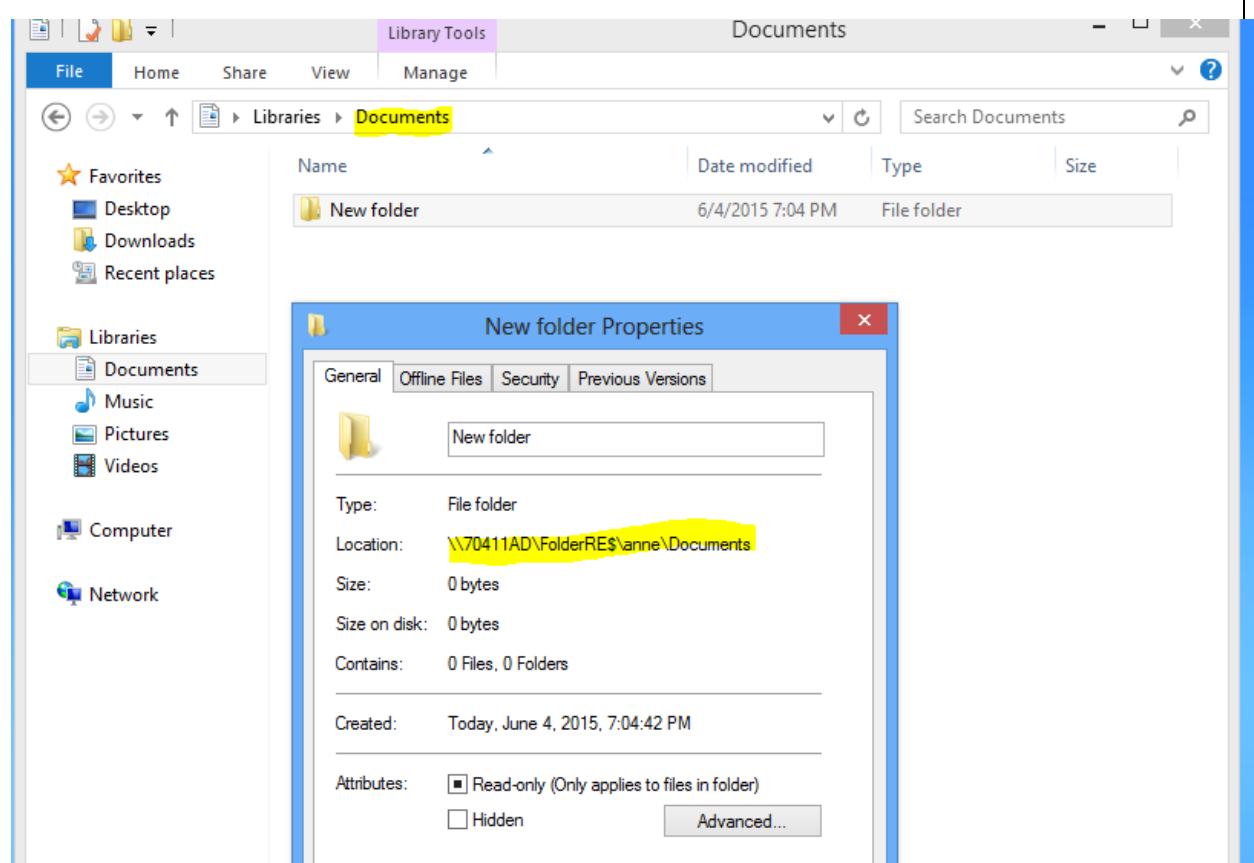 Library Tools
Documents
File Home Share View Manage
Libraries Documents
Search Documents
Name Date modified Type Size
New folder 6/4/2015 7:04 PM File folder
Favorites
Desktop
Downloads
Recent places
Libraries
Documents
Music
Pictures
Videos
Computer
Network
New folder Properties
General Offline Files Security Previous Versions
New folder
Type: File folder
Location: \\70411AD\FolderRE$\anne\Documents
Size: 0 bytes
Size on disk: 0 bytes
Contains: 0 Files, 0 Folders
Created: Today, June 4, 2015, 7:04:42 PM
Attributes: Read-only (Only applies to files in folder)
Hidden
Advanced...